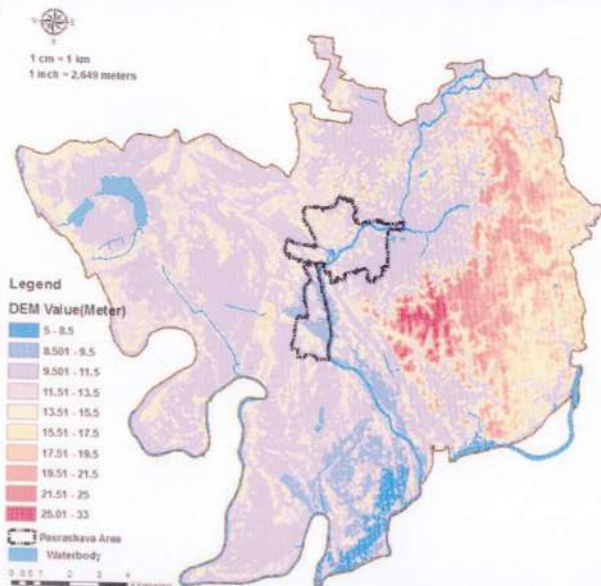 E
S
1 cm = 1 km
1 inch = 2,649 meters
Legend
DEM Value(Meter)
5 - 8.5
8.501 - 9.5
9.501 - 11.5
11.51 - 13.5
13.51 - 15.5
15.51 - 17.5
17.51 - 19.5
19.51 - 21.5
21.51 - 25
25.01 - 33
Paurashava Area
Waterbody
0 0.5 1 2 3 4